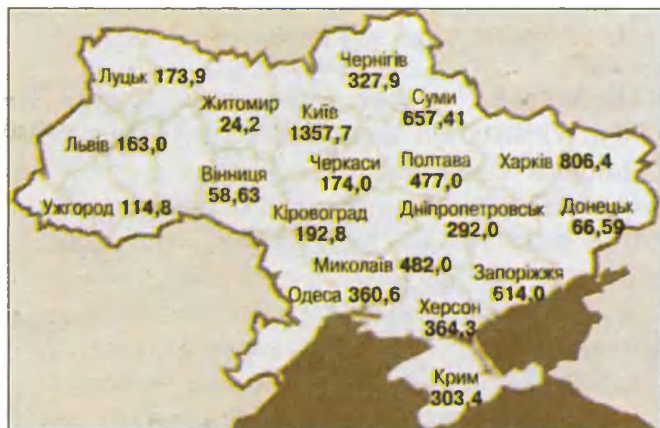 Чернігів
327,9
Луцьк 173,9
Суми
657,41
Житомир
24,2
Київ
1357,7
Львів 163,0
Черкаси
174,0
Полтава
477,0
Харків 806,4
Вінниця
58,63
Ужгород 114,8
Кіровоград
192,8
Дніпропетровськ
292,0
Донецьк
66,59
Миколаїв 482,0
Запоріжжя
614,0
Одеса 360,6
Херсон
364,3
Крим
303,4